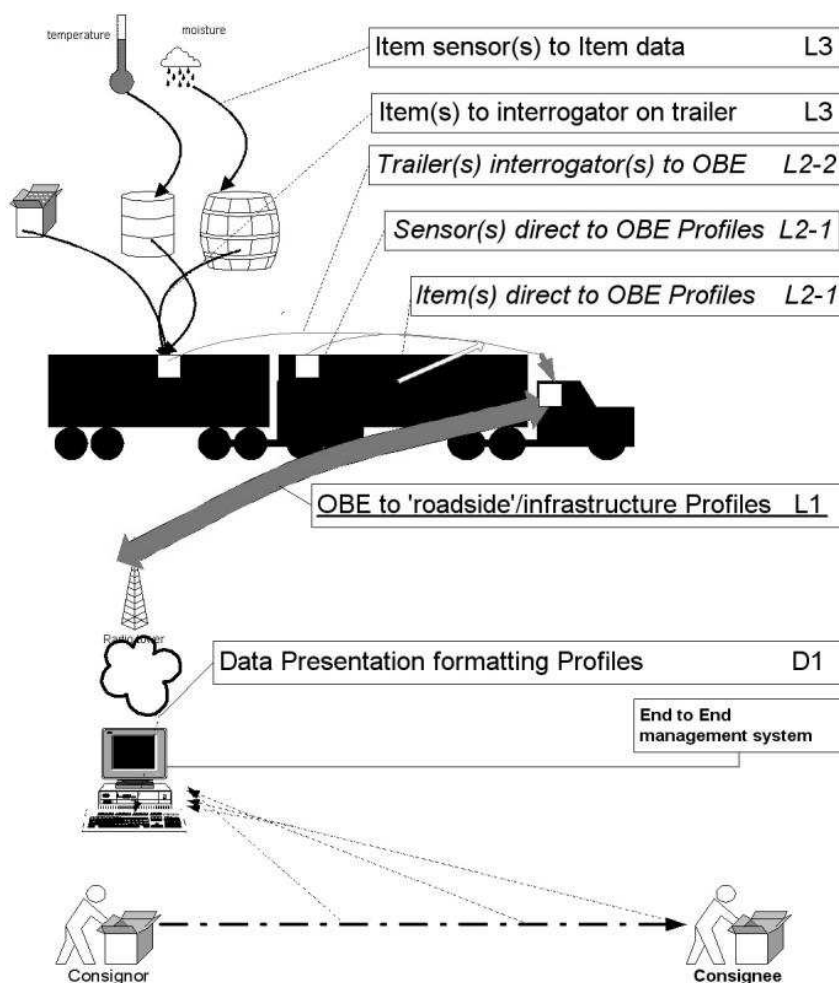 temperature
moisture
Item sensor(s) to Item data L3
Item(s) to interrogator on trailer L3
Trailer(s) interrogator(s) to OBE L2-2
Sensor(s) direct to OBE Profiles L2-1
Item(s) direct to OBE Profiles L2-1
OBE to 'roadside'/infrastructure Profiles L1
Radio tower
Data Presentation formatting Profiles D1
End to End
management system
Consignor
Consignee